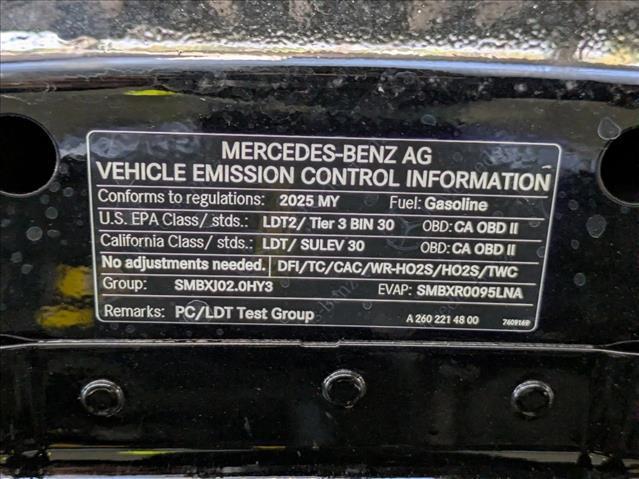 MERCEDES-BENZ AG
VEHICLE EMISSION CONTROL INFORMATION
Conforms to regulations: 2025 MY Fuel: Gasoline
U.S. EPA Class/ stds.: LDT2/ Tier 3 BIN 30 OBD: CA OBD II
California Class/ stds.: LDT/ SULEV 30 OBD: CA OBD II
No adjustments needed. DFI/TC/CAC/WR-HO2S/HO2S/TWC
Group: SMBXJ02.0HY3 EVAP: SMBXR0095LNA
Remarks: PC/LDT Test Group A 260 221 48 00